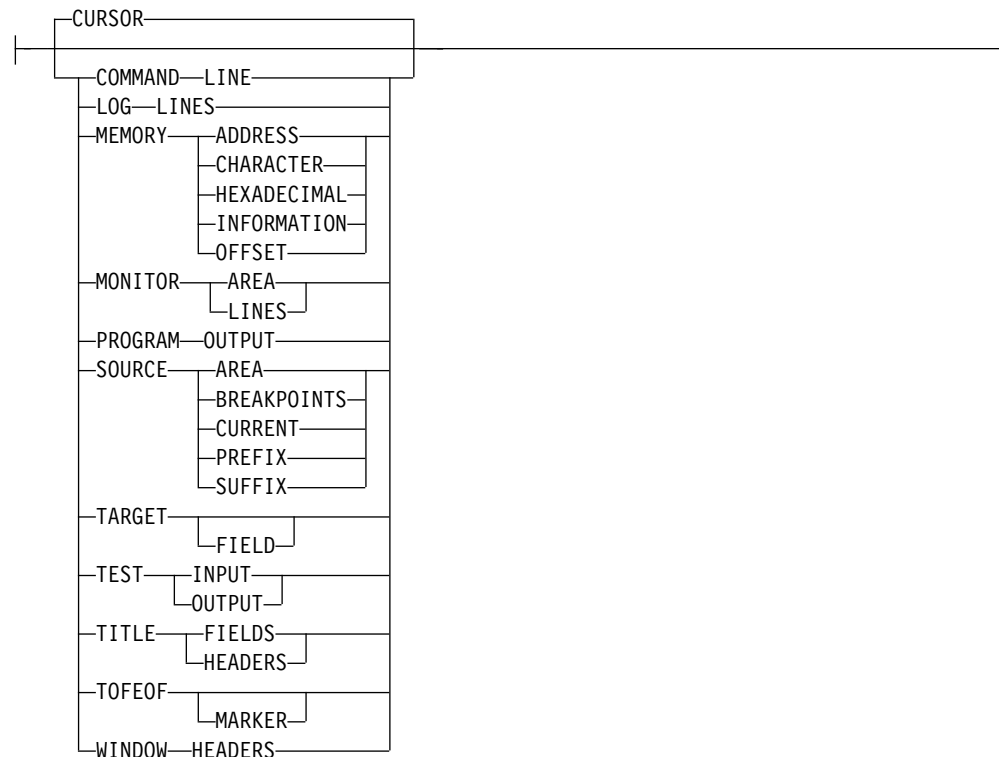 CURSOR
COMMAND LINE
LOG LINES
MEMORY ADDRESS
CHARACTER
HEXADECIMAL
INFORMATION
OFFSET
MONITOR AREA
LINES
PROGRAM OUTPUT
SOURCE AREA
BREAKPOINTS
CURRENT
PREFIX
SUFFIX
TARGET
FIELD
TEST INPUT
OUTPUT
TITLE FIELDS
HEADERS
TOFEOF
MARKER
WINDOW HEADERS